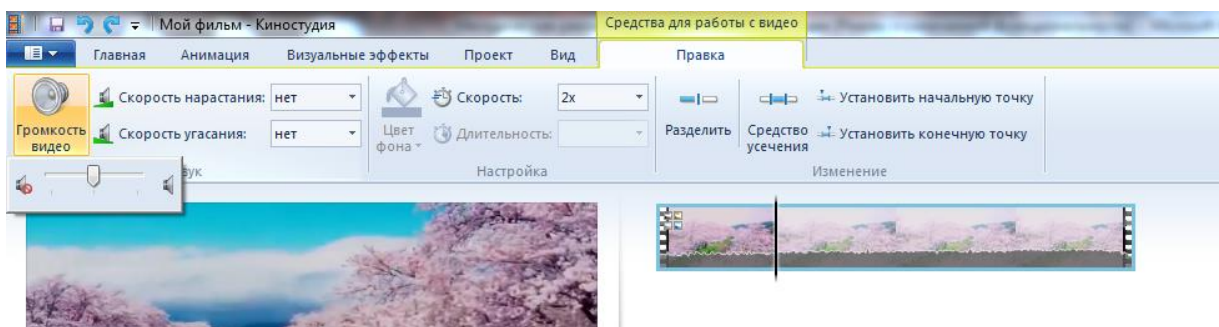 Мой фильм - Киностудия
Средства для работы с видео
Главная Анимация Визуальные эффекты Проект Вид Правка
Громкость видео
Скорость нарастания: нет
Скорость угасания: нет
Цвет фона
Скорость: 2x
Длительность:
Настройка
Разделить
Средство усечения
Установить начальную точку
Установить конечную точку
Изменение